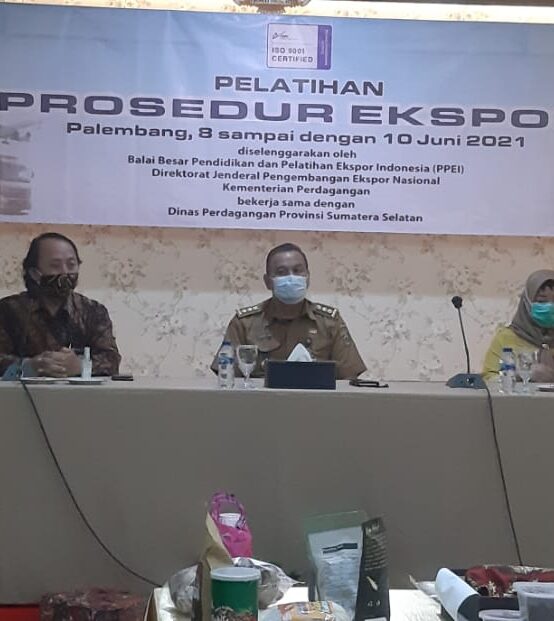 ISO 9001
CERTIFIED
PELATIHAN
PROSEDUR EKSPO
Palembang, 8 sampai dengan 10 Juni 2021
diselenggarakan oleh
Balai Besar Pendidikan dan Pelatihan Ekspor Indonesia (PPEI)
Direktorat Jenderal Pengembangan Ekspor Nasional
Kementerian Perdagangan
bekerja sama dengan
Dinas Perdagangan Provinsi Sumatera Selatan